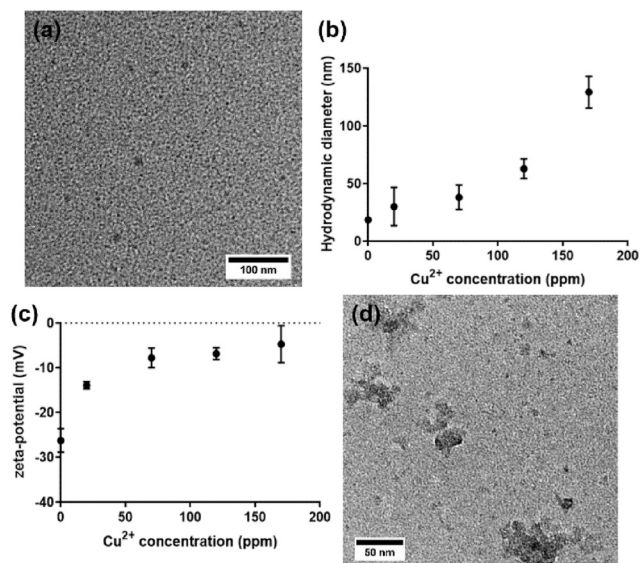 (a)
100 nm
(b)
Hydrodynamic diameter (nm)
150
100
50
0
0 50 100 150 200
Cu²⁺ concentration (ppm)
(c)
zeta-potential (mV)
0
-10
-20
-30
-40
0 50 100 150 200
Cu²⁺ concentration (ppm)
(d)
50 nm